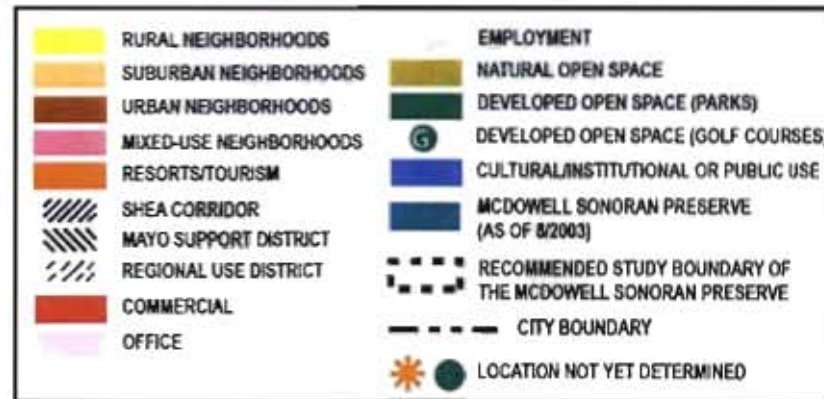 RURAL NEIGHBORHOODS
SUBURBAN NEIGHBORHOODS
URBAN NEIGHBORHOODS
MIXED-USE NEIGHBORHOODS
RESORTS/TOURISM
SHEA CORRIDOR
MAYO SUPPORT DISTRICT
REGIONAL USE DISTRICT
COMMERCIAL
OFFICE
EMPLOYMENT
NATURAL OPEN SPACE
DEVELOPED OPEN SPACE (PARKS)
G DEVELOPED OPEN SPACE (GOLF COURSES)
CULTURAL/INSTITUTIONAL OR PUBLIC USE
MCDOWELL SONORAN PRESERVE
(AS OF 8/2003)
RECOMMENDED STUDY BOUNDARY OF
THE MCDOWELL SONORAN PRESERVE
CITY BOUNDARY
LOCATION NOT YET DETERMINED